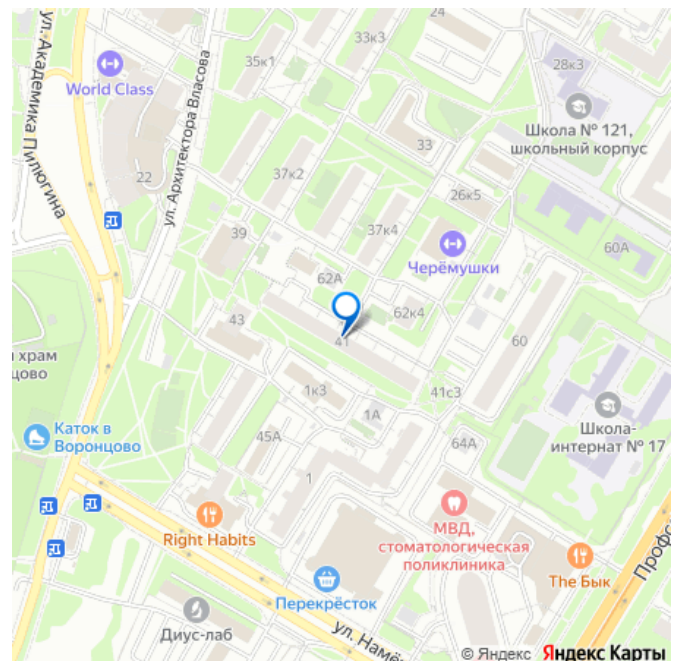 24
33к3
35к1
28к3
ул. Академика Пилюгина
World Class
ул. Архитектора Власова
Школа № 121,
школьный корпус
33
37к2
22
26к5
37к4
39
60А
Черёмушки
62А
43
62к4
41
60
храм
цово
1к3
41с3
1А
Школа-
интернат № 17
Каток в
Воронцово
45А
64А
1
Right Habits
МВД,
стоматологическая
поликлиника
The Бык
Профс
Перекрёсток
Диус-лаб
ул. Намё
© Яндекс Яндекс Карты